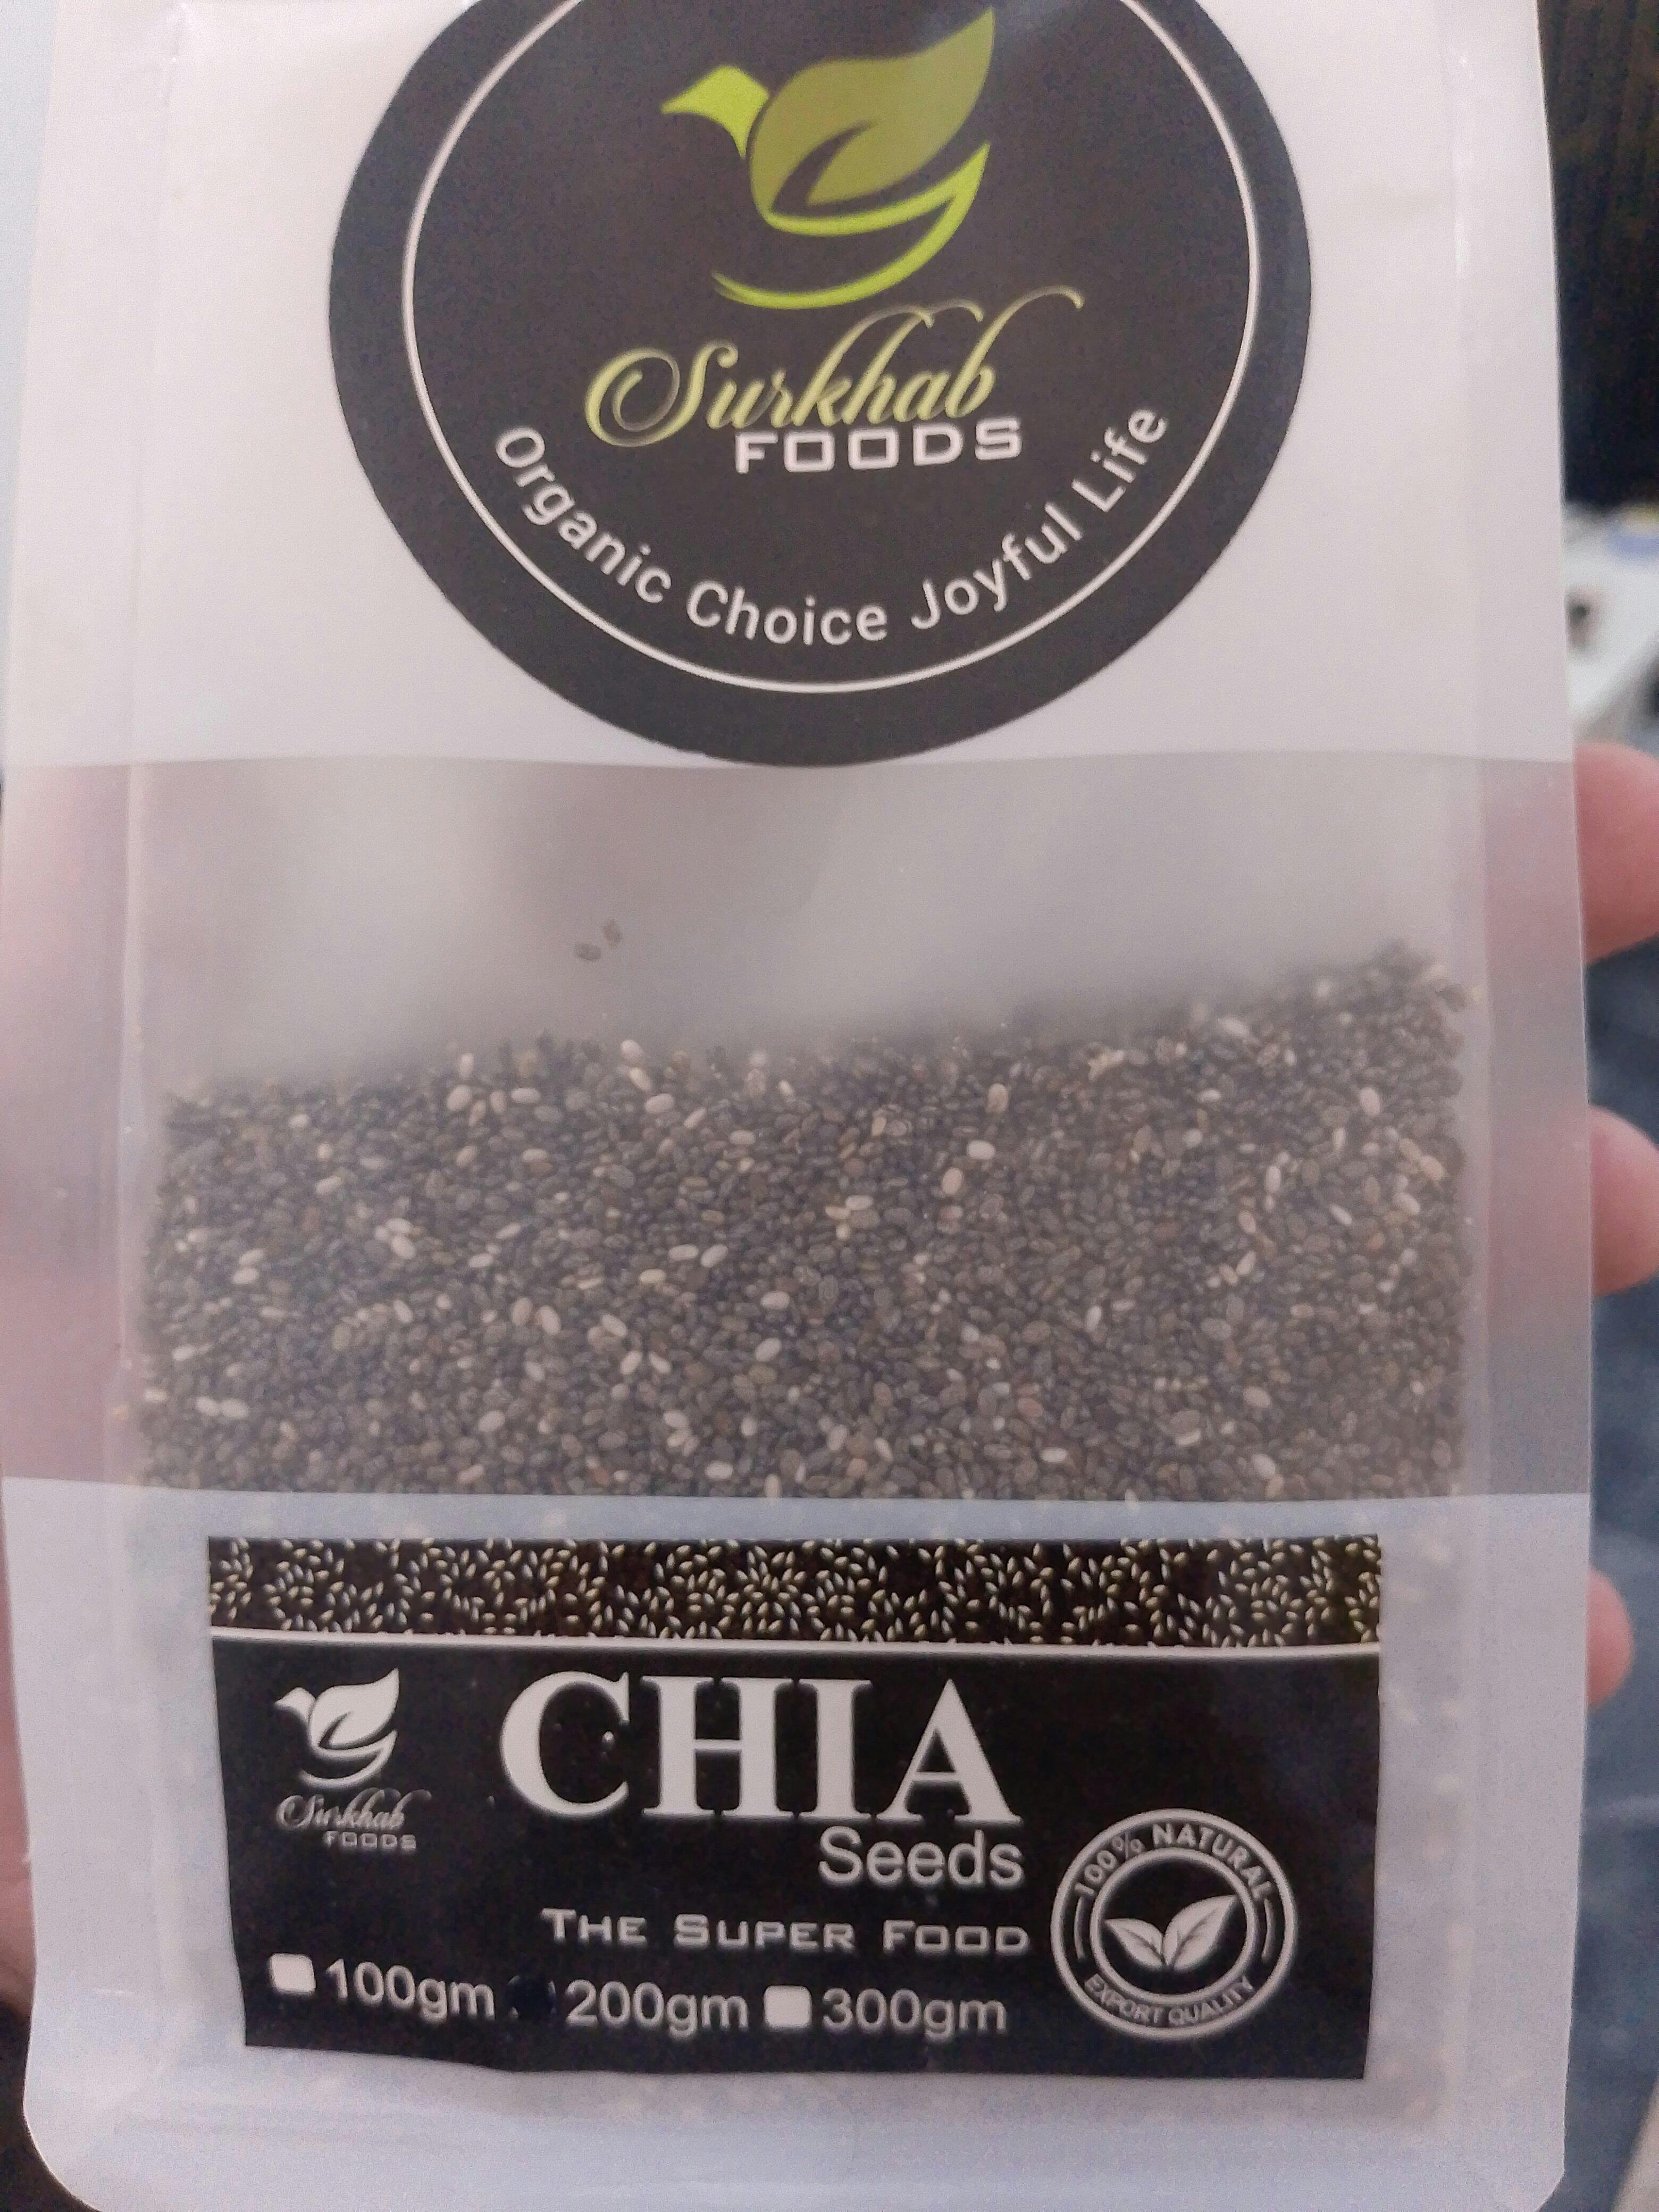 Surkhab
FOODS
Organic Choice Joyful Life
CHIA
Seeds
Surkhab
FOODS
THE SUPER FOOD
100gm 200gm 300gm
100% NATURAL
EXPORT QUALITY